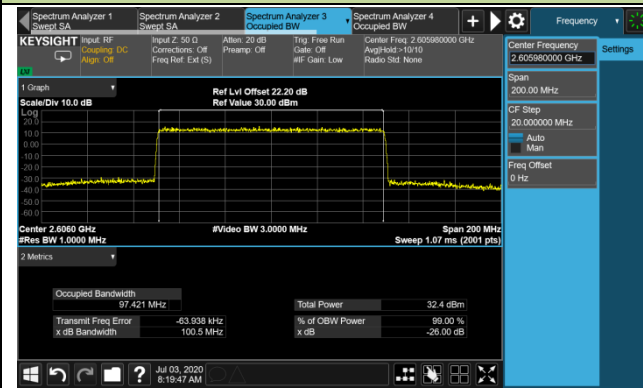 Spectrum Analyzer 1
Swept SA
Spectrum Analyzer 2
Swept SA
Spectrum Analyzer 3
Occupied BW
Spectrum Analyzer 4
Occupied BW
Frequency
KEYSIGHT
Input: RF
Coupling: DC
Align: Off
Input Z: 50 Ω
Corrections: Off
Freq Ref: Ext (S)
Atten: 20 dB
Preamp: Off
Trig: Free Run
Gate: Off
#IF Gain: Low
Center Freq: 2.605980000 GHz
Avg|Hold:>10/10
Radio Std: None
Center Frequency
2.605980000 GHz
Settings
Span
200.00 MHz
CF Step
20.000000 MHz
Auto
Man
Freq Offset
0 Hz
1 Graph
Scale/Div 10.0 dB
Ref Lvl Offset 22.20 dB
Ref Value 30.00 dBm
Log
20.0
10.0
0.00
-10.0
-20.0
-30.0
-40.0
-50.0
-60.0
Center 2.6060 GHz
#Res BW 1.0000 MHz
#Video BW 3.0000 MHz
Span 200 MHz
Sweep 1.07 ms (2001 pts)
2 Metrics
Occupied Bandwidth
97.421 MHz
Total Power 32.4 dBm
Transmit Freq Error -63.938 kHz
% of OBW Power 99.00 %
x dB Bandwidth 100.5 MHz
x dB -26.00 dB
Jul 03, 2020
8:19:47 AM